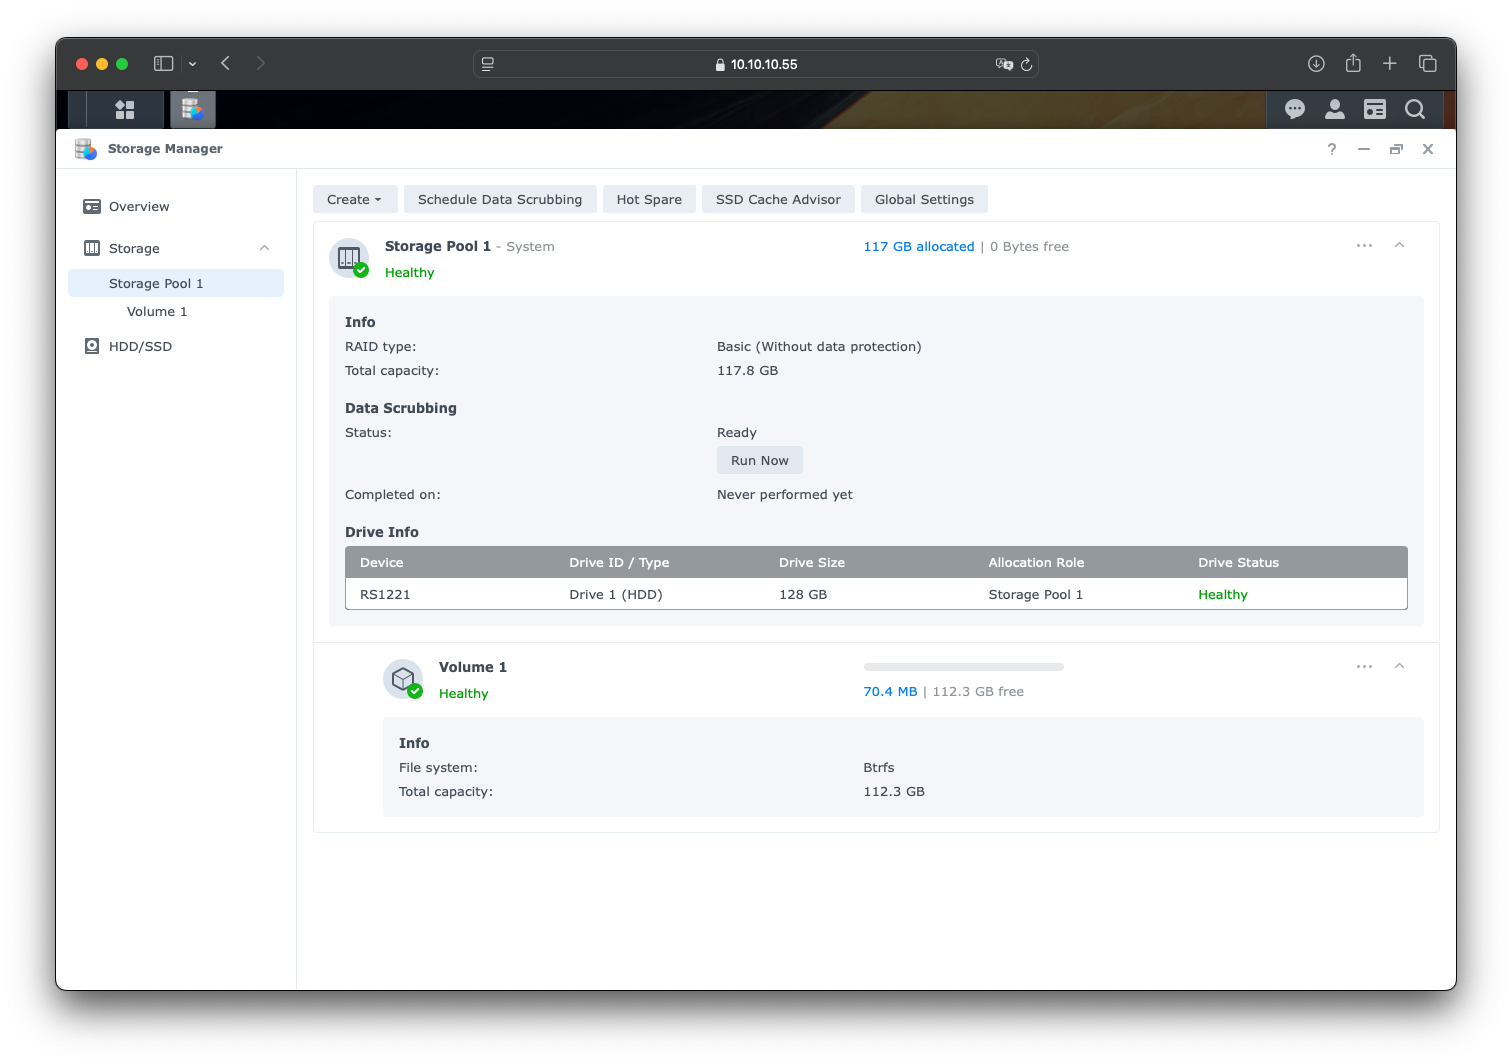 10.10.10.55
Storage Manager
?
Overview
Storage
Storage Pool 1
Volume 1
HDD/SSD
Create
Schedule Data Scrubbing
Hot Spare
SSD Cache Advisor
Global Settings
Storage Pool 1 - System
117 GB allocated | 0 Bytes free
Healthy
Info
RAID type: Basic (Without data protection)
Total capacity: 117.8 GB
Data Scrubbing
Status: Ready
Run Now
Completed on: Never performed yet
Drive Info
Device Drive ID / Type Drive Size Allocation Role Drive Status
RS1221 Drive 1 (HDD) 128 GB Storage Pool 1 Healthy
Volume 1
Healthy
70.4 MB | 112.3 GB free
Info
File system: Btrfs
Total capacity: 112.3 GB